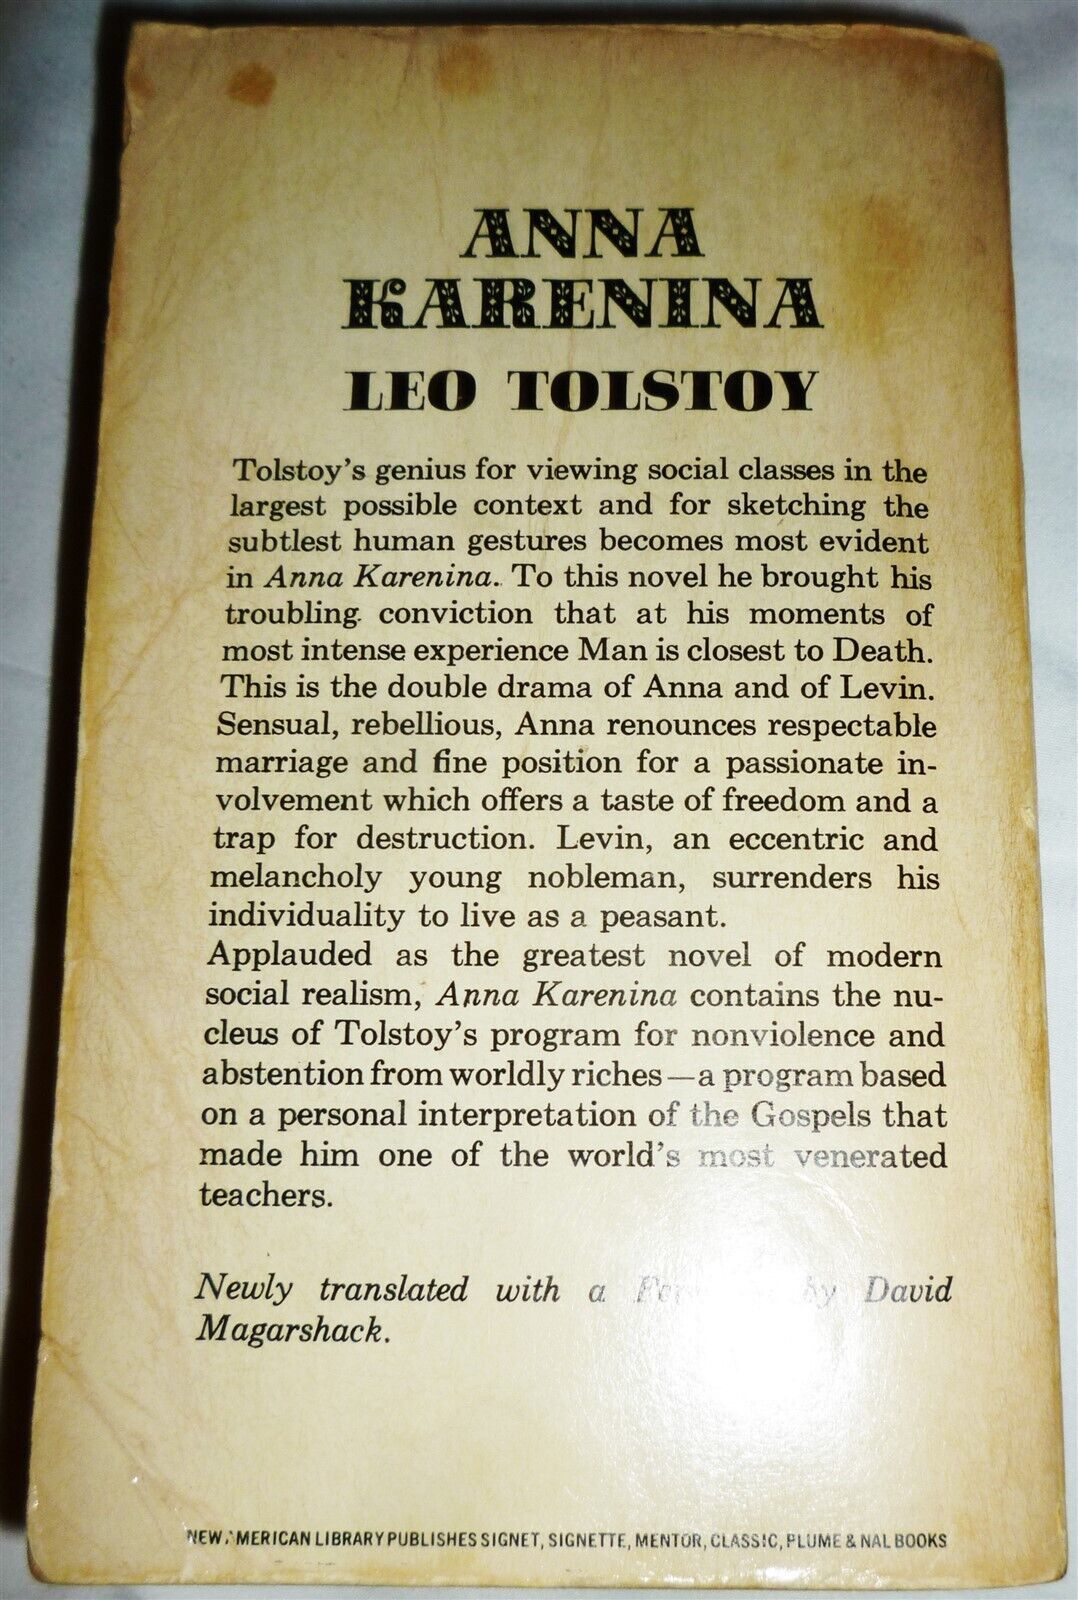 ANNA
KARENINA
LEO TOLSTOY
Tolstoy's genius for viewing social classes in the
largest possible context and for sketching the
subtlest human gestures becomes most evident
in Anna Karenina. To this novel he brought his
troubling conviction that at his moments of
most intense experience Man is closest to Death.
This is the double drama of Anna and of Levin.
Sensual, rebellious, Anna renounces respectable
marriage and fine position for a passionate in-
volvement which offers a taste of freedom and a
trap for destruction. Levin, an eccentric and
melancholy young nobleman, surrenders his
individuality to live as a peasant.
Applauded as the greatest novel of modern
social realism, Anna Karenina contains the nu-
cleus of Tolstoy's program for nonviolence and
abstention from worldly riches—a program based
on a personal interpretation of the Gospels that
made him one of the world's most venerated
teachers.
Newly translated with a by David
Magarshack.
NEW MERICAN LIBRARY PUBLISHES SIGNET, SIGNETTE, MENTOR, CLASSIC, PLUME & NAL BOOKS